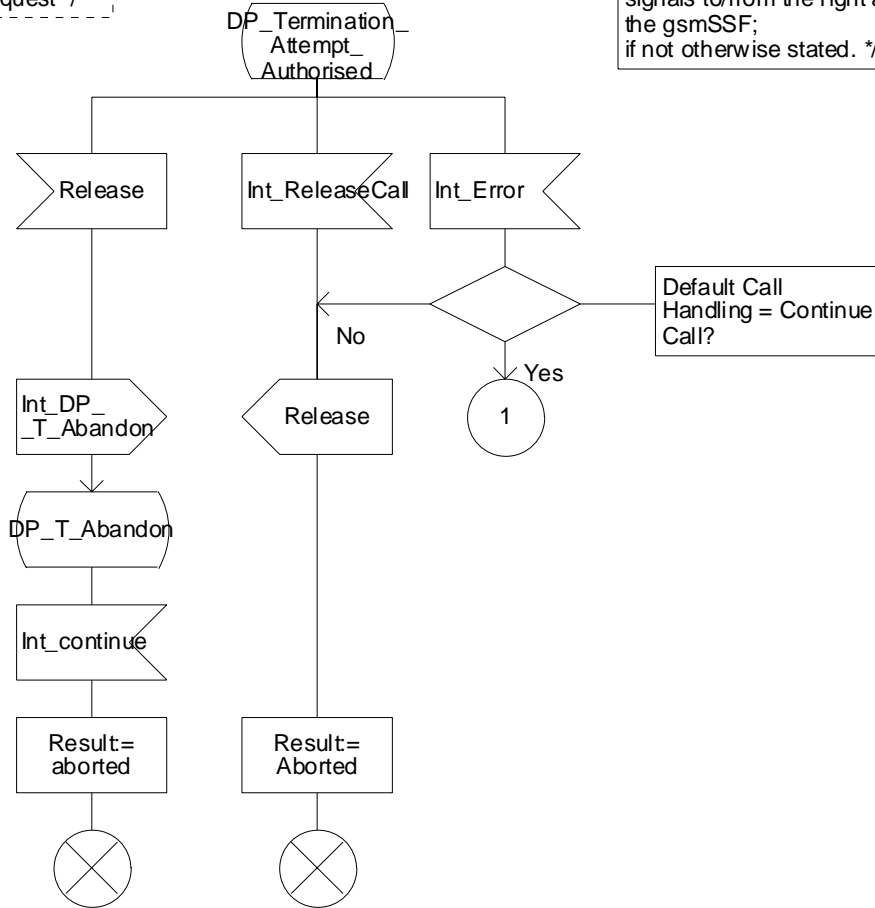 quest */
signals to/from the right a
the gsmSSF;
if not otherwise stated. */
DP_Termination_
Attempt_
Authorised
Release
Int_ReleaseCall
Int_Error
Default Call
Handling = Continue
Call?
No
Yes
Int_DP_
_T_Abandon
Release
1
DP_T_Abandon
Int_continue
Result:=
aborted
Result:=
Aborted